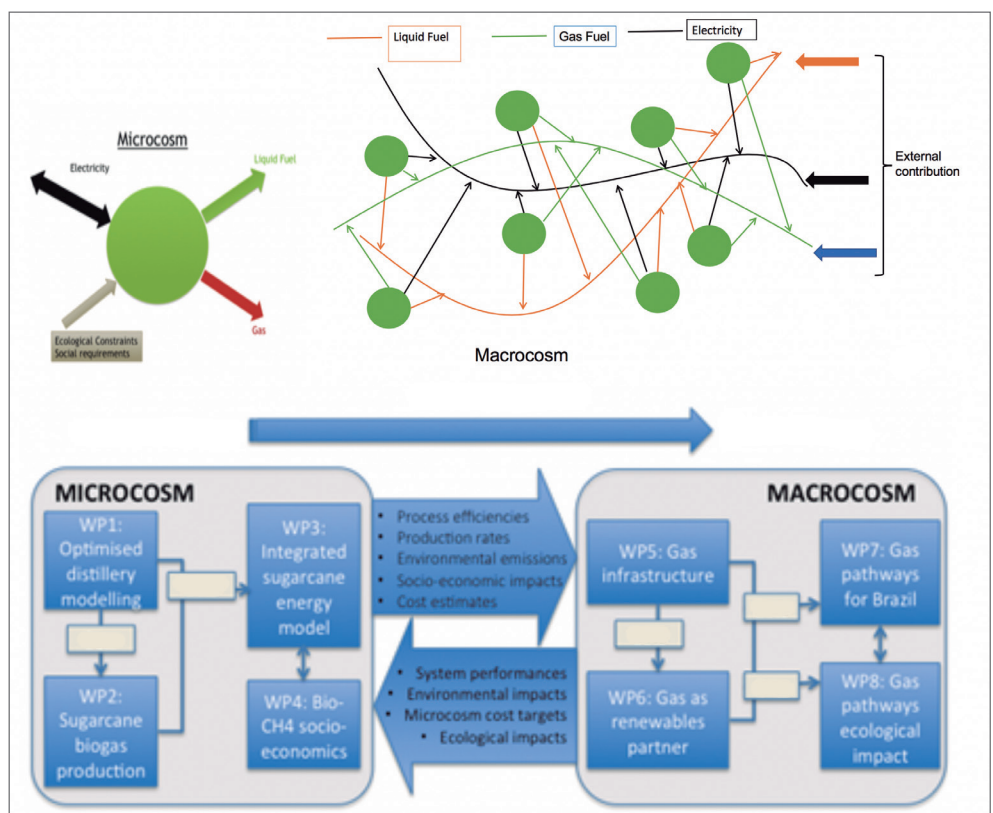 Liquid Fuel
Gas Fuel
Electricity
Microcosm
Electricity
Liquid Fuel
Gas
Ecological Constraints
Social requirements
External
contribution
Macrocosm
MICROCOSM
WP1:
Optimised
distillery
modelling
WP2:
Sugarcane
biogas
production
WP3:
Integrated
sugarcane
energy
model
WP4: Bio-
CH4 socio-
economics
• Process efficiencies
• Production rates
• Environmental emissions
• Socio-economic impacts
• Cost estimates
• System performances
• Environmental impacts
• Microcosm cost targets
• Ecological impacts
MACROCOSM
WP5: Gas
infrastructure
WP6: Gas as
renewables
partner
WP7: Gas
pathways
for Brazil
WP8: Gas
pathways
ecological
impact